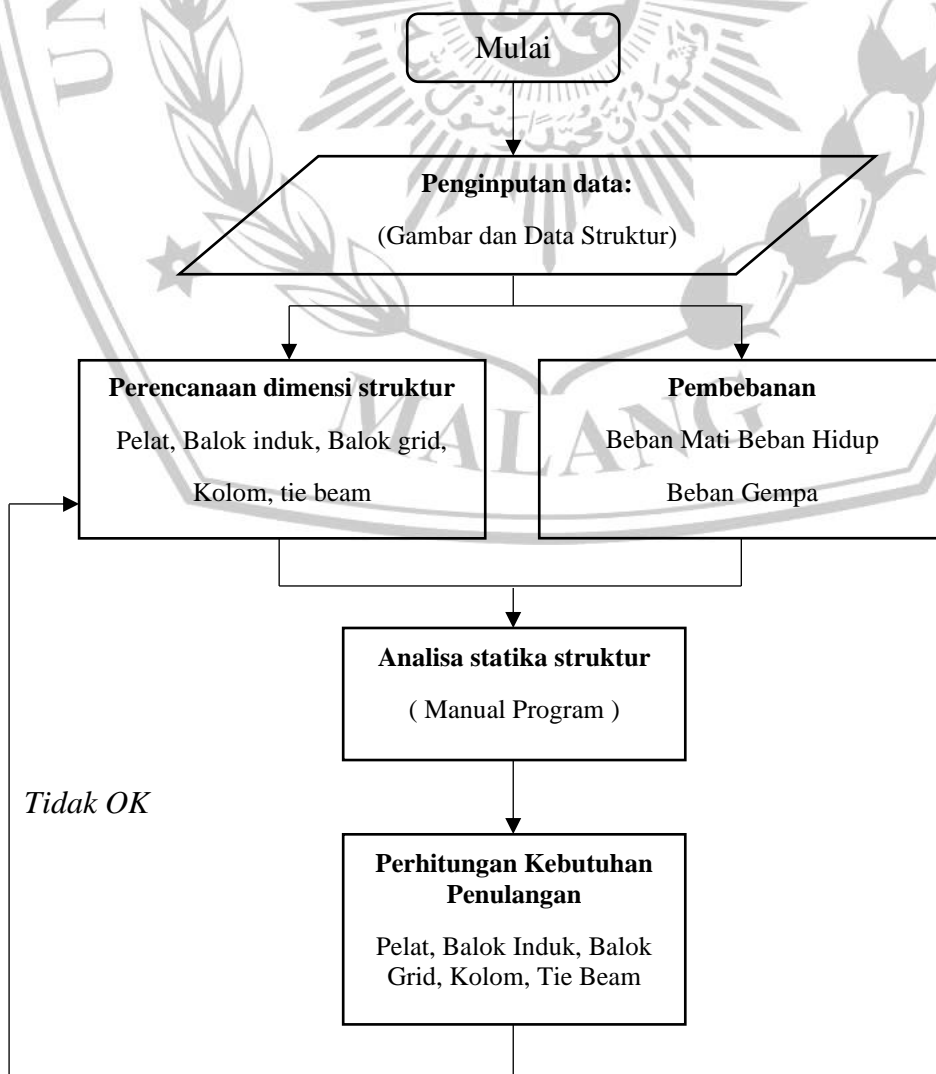 Mulai
Penginputan data:
(Gambar dan Data Struktur)
Perencanaan dimensi struktur
Pelat, Balok induk, Balok grid,
Kolom, tie beam
Pembebanan
Beban Mati Beban Hidup
Beban Gempa
MALANG
Analisa statika struktur
( Manual Program )
Tidak OK
Perhitungan Kebutuhan
Penulangan
Pelat, Balok Induk, Balok
Grid, Kolom, Tie Beam